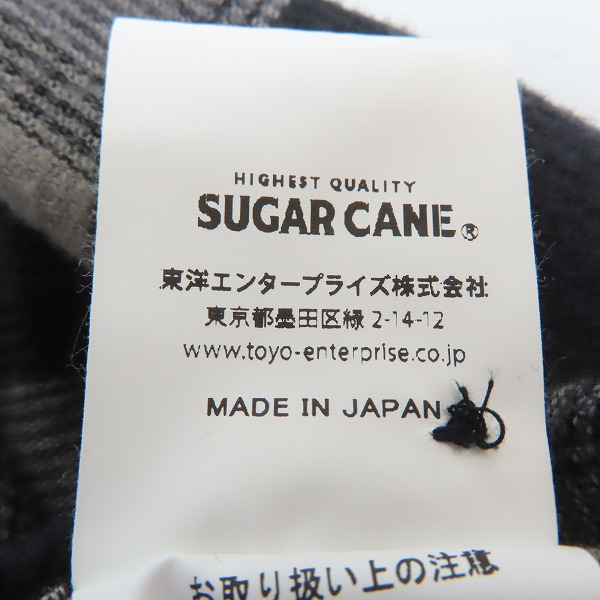 HIGHEST QUALITY
SUGAR CANE®
東洋エンタープライズ株式会社
東京都墨田区緑 2-14-12
www.toyo-enterprise.co.jp
MADE IN JAPAN
お取り扱い上の注意